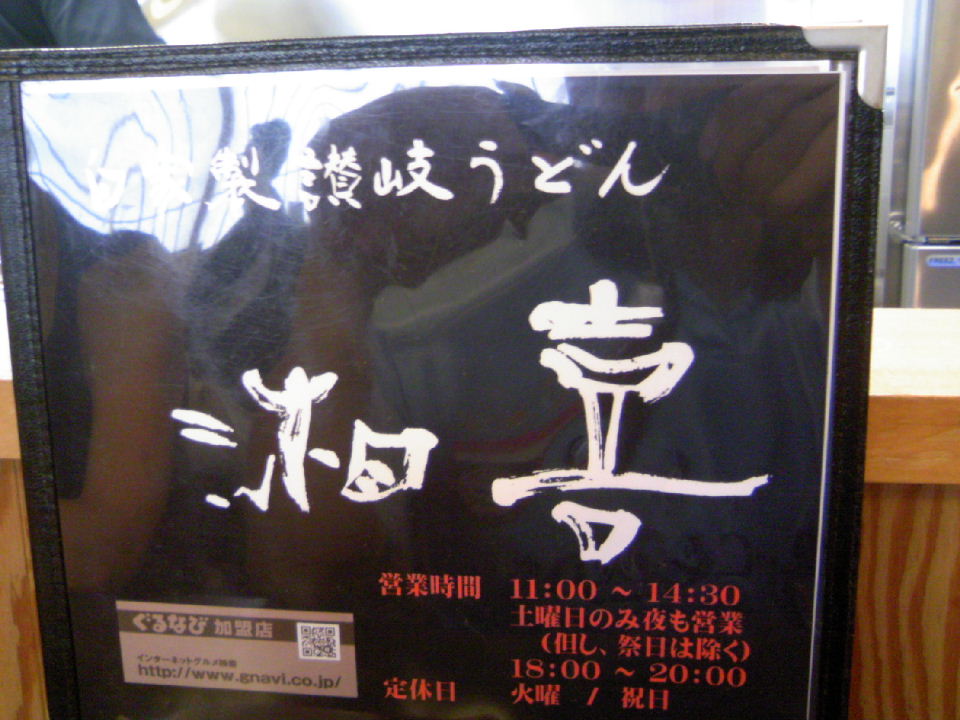 自家製讃岐うどん
湘喜
営業時間 11:00 ~ 14:30
土曜日のみ夜も営業
(但し、祭日は除く)
18:00 ~ 20:00
定休日 火曜 / 祝日
ぐるなび 加盟店
インターネットグルメ検索
http://www.gnavi.co.jp/